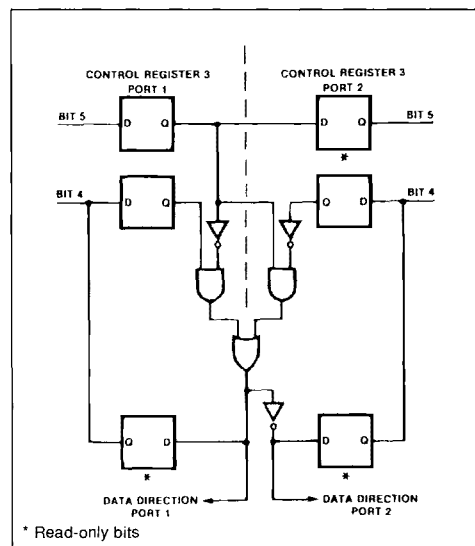 CONTROL REGISTER 3
PORT 1
CONTROL REGISTER 3
PORT 2
BIT 5
D Q
D Q
BIT 5
*
BIT 4
D Q
Q D
BIT 4
Q D
D Q
*
*
DATA DIRECTION
PORT 1
DATA DIRECTION
PORT 2
* Read-only bits